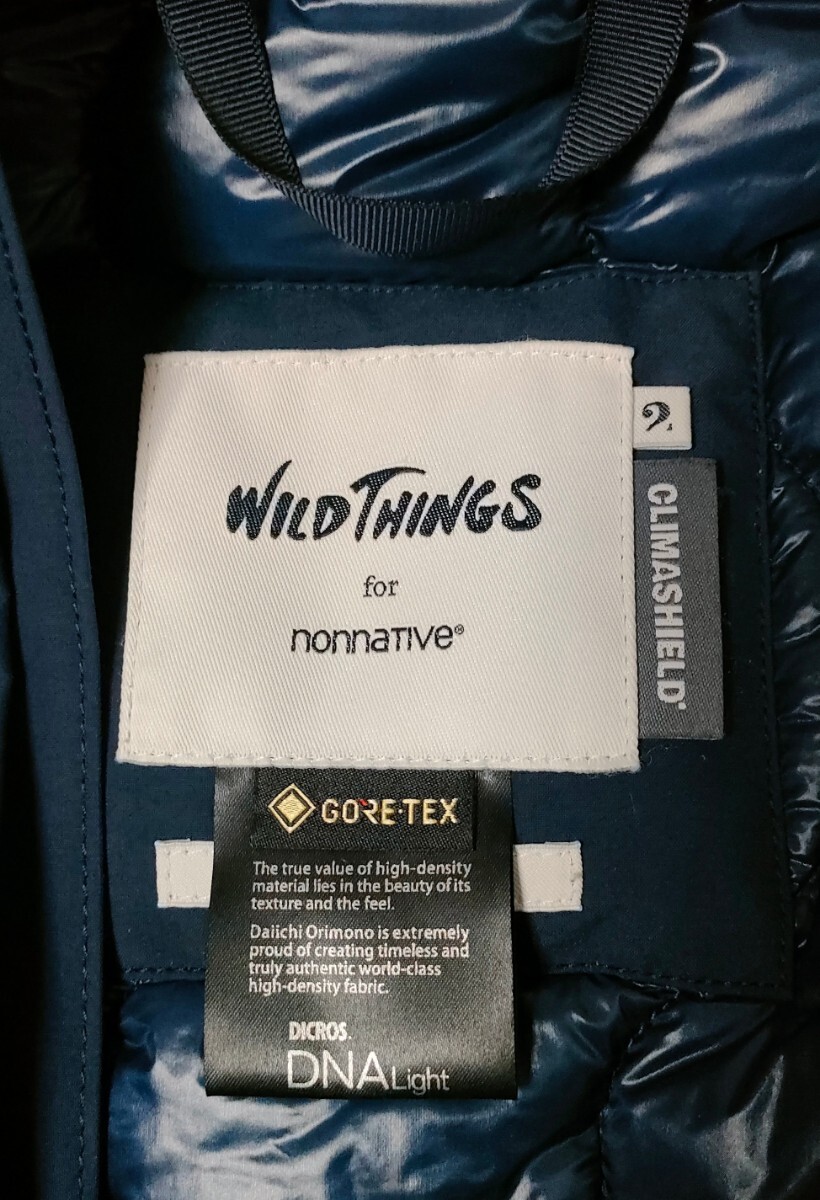 WILD THINGS
for
nonnative®
2
CLIMASHIELD®
GORE-TEX
The true value of high-density
material lies in the beauty of its
texture and the feel.
Daiichi Orimono is extremely
proud of creating timeless and
truly authentic world-class
high-density fabric.
DICROS.
DNALight